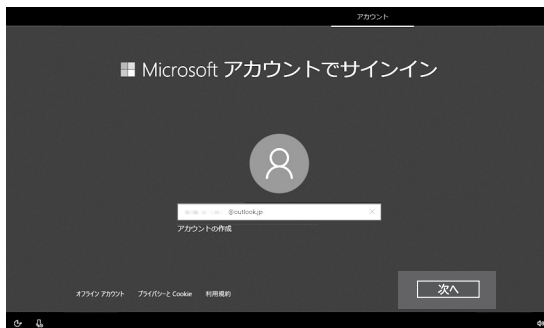 アカウント
Microsoft アカウントでサインイン
@outlook.jp
アカウントの作成
オフライン アカウント プライバシーと Cookie 利用規約
次へ